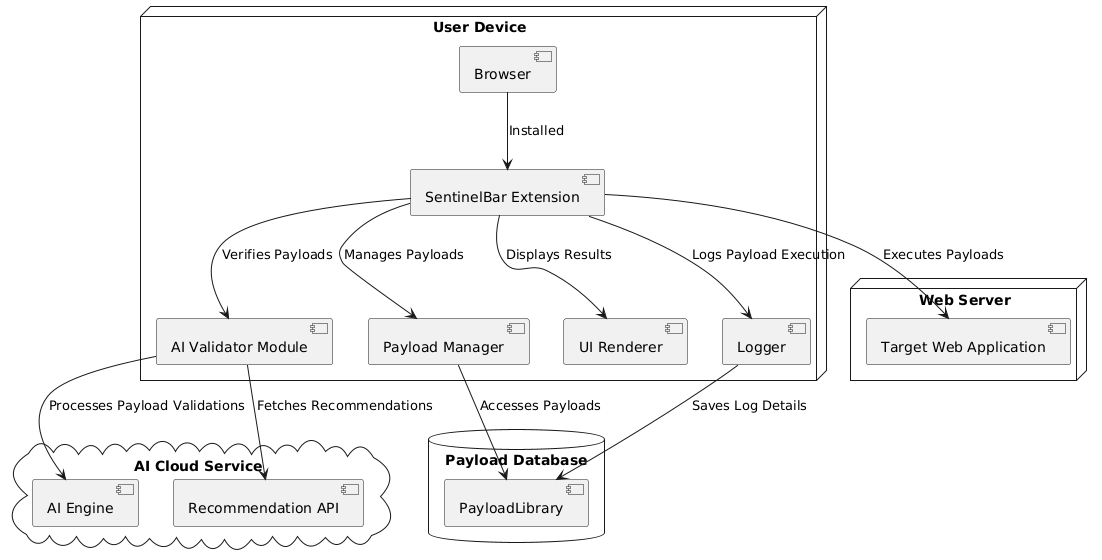 User Device
Browser
Installed
SentinelBar Extension
Verifies Payloads
Manages Payloads
Displays Results
Logs Payload Execution
Executes Payloads
Web Server
AI Validator Module
Payload Manager
UI Renderer
Logger
Target Web Application
Processes Payload Validations
Fetches Recommendations
Accesses Payloads
Saves Log Details
AI Cloud Service
Payload Database
AI Engine
Recommendation API
PayloadLibrary